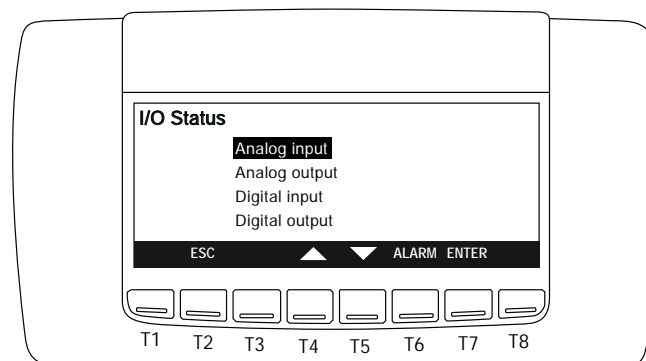 I/O Status
Analog input
Analog output
Digital input
Digital output
ESC ALARM ENTER
T1 T2 T3 T4 T5 T6 T7 T8